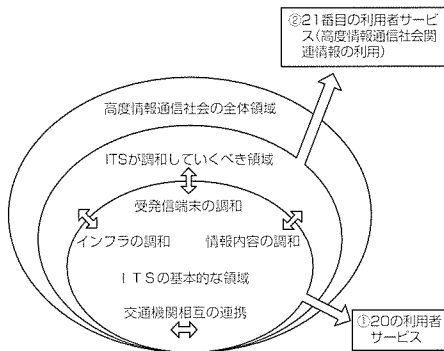 ②21番目の利用者サービ
ス(高度情報通信社会関
連情報の利用)
高度情報通信社会の全体領域
ITSが調和していくべき領域
受発信端末の調和
インフラの調和 情報内容の調和
ITSの基本的な領域
交通機関相互の連携
①20の利用者
サービス